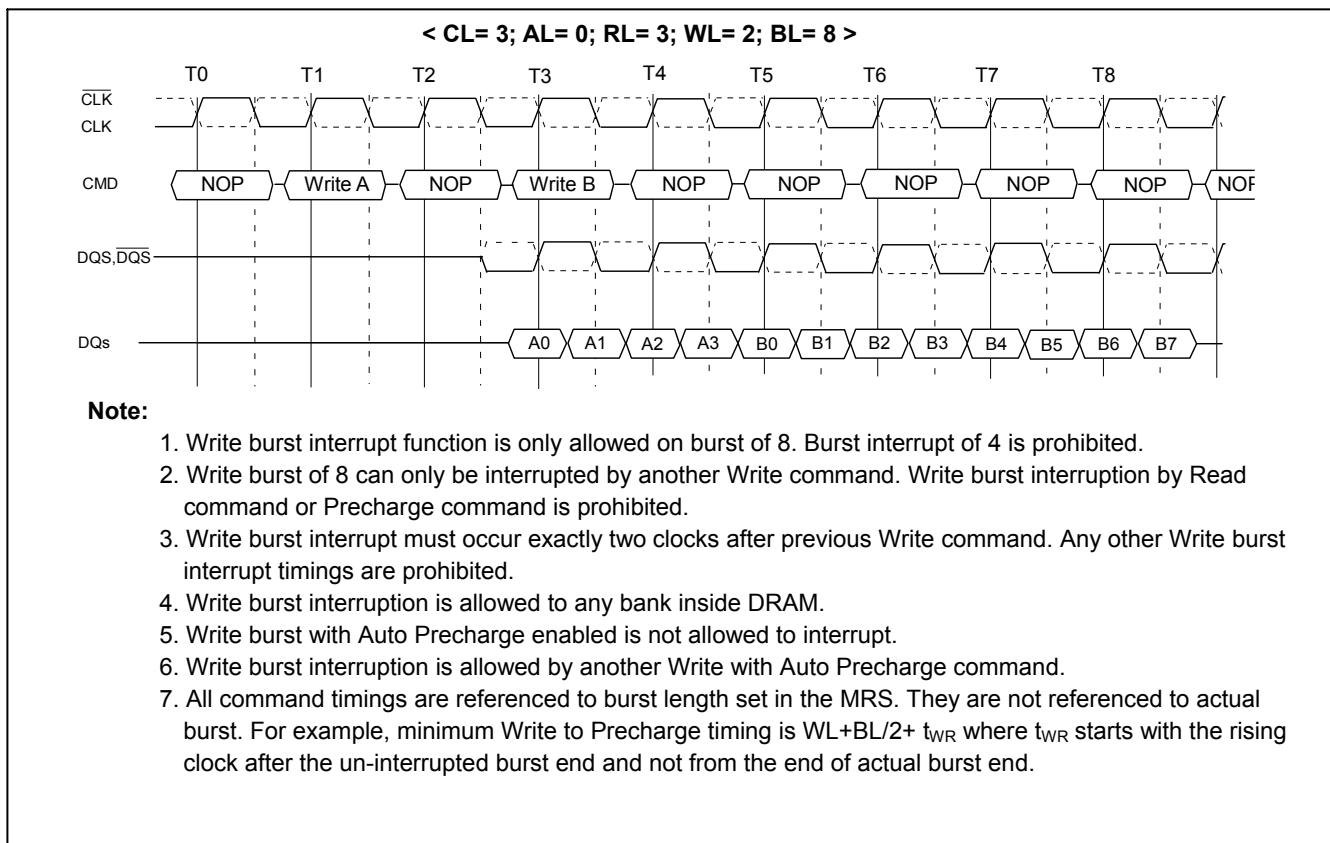 < CL= 3; AL= 0; RL= 3; WL= 2; BL= 8 >
T0 T1 T2 T3 T4 T5 T6 T7 T8
CLK
CLK
CMD NOP Write A NOP Write B NOP NOP NOP NOP NOP NOP
DQS,DQS
DQs A0 A1 A2 A3 B0 B1 B2 B3 B4 B5 B6 B7
Note:
1. Write burst interrupt function is only allowed on burst of 8. Burst interrupt of 4 is prohibited.
2. Write burst of 8 can only be interrupted by another Write command. Write burst interruption by Read
command or Precharge command is prohibited.
3. Write burst interrupt must occur exactly two clocks after previous Write command. Any other Write burst
interrupt timings are prohibited.
4. Write burst interruption is allowed to any bank inside DRAM.
5. Write burst with Auto Precharge enabled is not allowed to interrupt.
6. Write burst interruption is allowed by another Write with Auto Precharge command.
7. All command timings are referenced to burst length set in the MRS. They are not referenced to actual
burst. For example, minimum Write to Precharge timing is WL+BL/2+ tWR where tWR starts with the rising
clock after the un-interrupted burst end and not from the end of actual burst end.